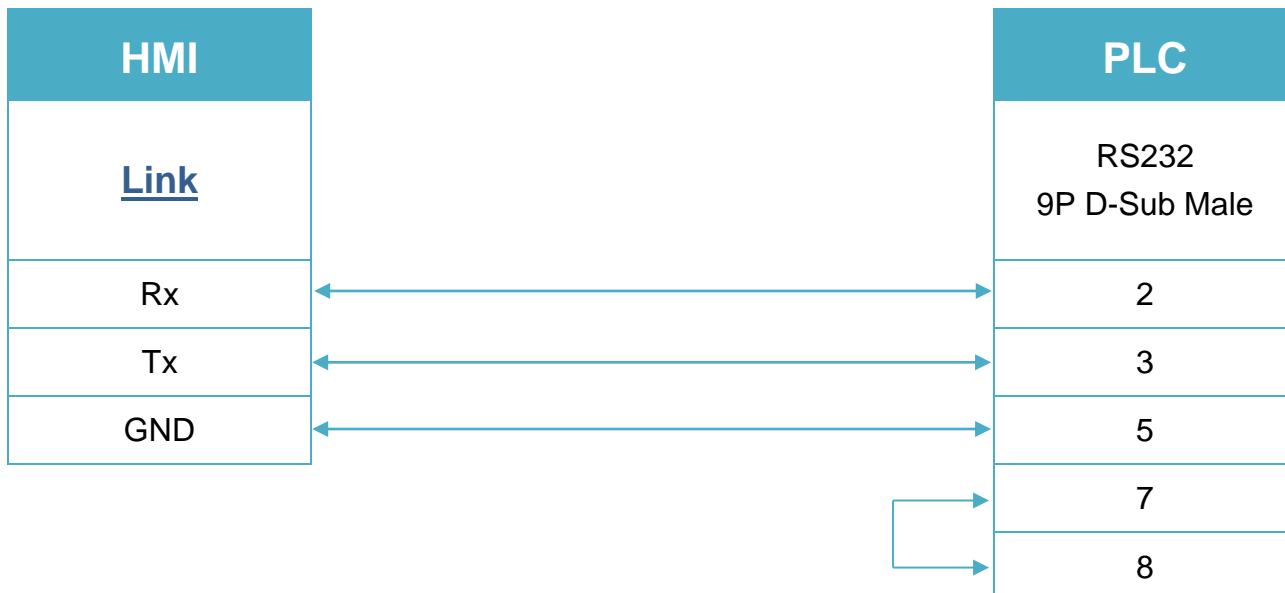 HMI
PLC
Link
RS232
9P D-Sub Male
Rx
2
Tx
3
GND
5
7
8